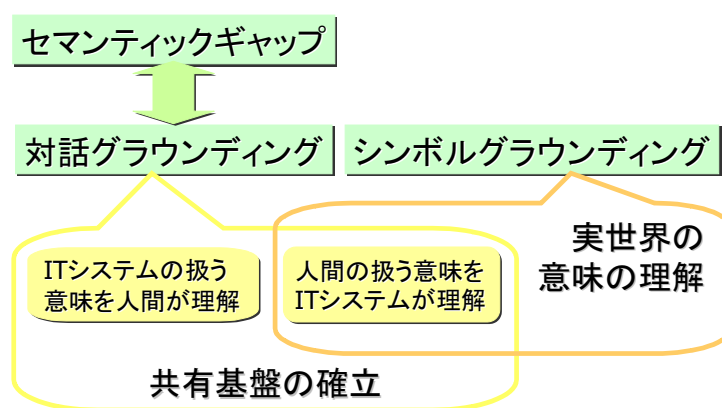 セマンティックギャップ
対話グラウンディング
シンボルグラウンディング
ITシステムの扱う
意味を人間が理解
人間の扱う意味を
ITシステムが理解
実世界の
意味の理解
共有基盤の確立